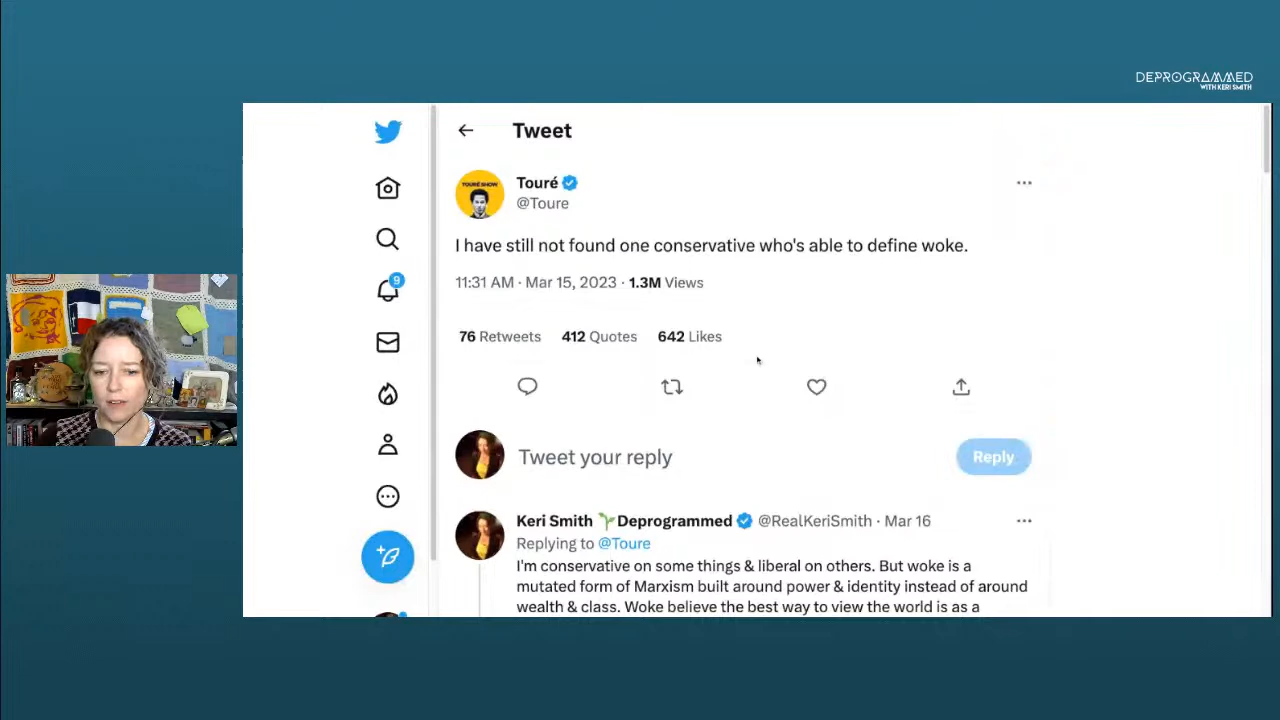 DEPROGRAMMED
WITH KERI SMITH
Tweet
TOURÉ SHOW
Touré
@Toure
I have still not found one conservative who's able to define woke.
11:31 AM · Mar 15, 2023 · 1.3M Views
9
76 Retweets 412 Quotes 642 Likes
Tweet your reply
Reply
Keri Smith 🌱Deprogrammed @RealKeriSmith · Mar 16
Replying to @Toure
I'm conservative on some things & liberal on others. But woke is a
mutated form of Marxism built around power & identity instead of around
wealth & class. Woke believe the best way to view the world is as a